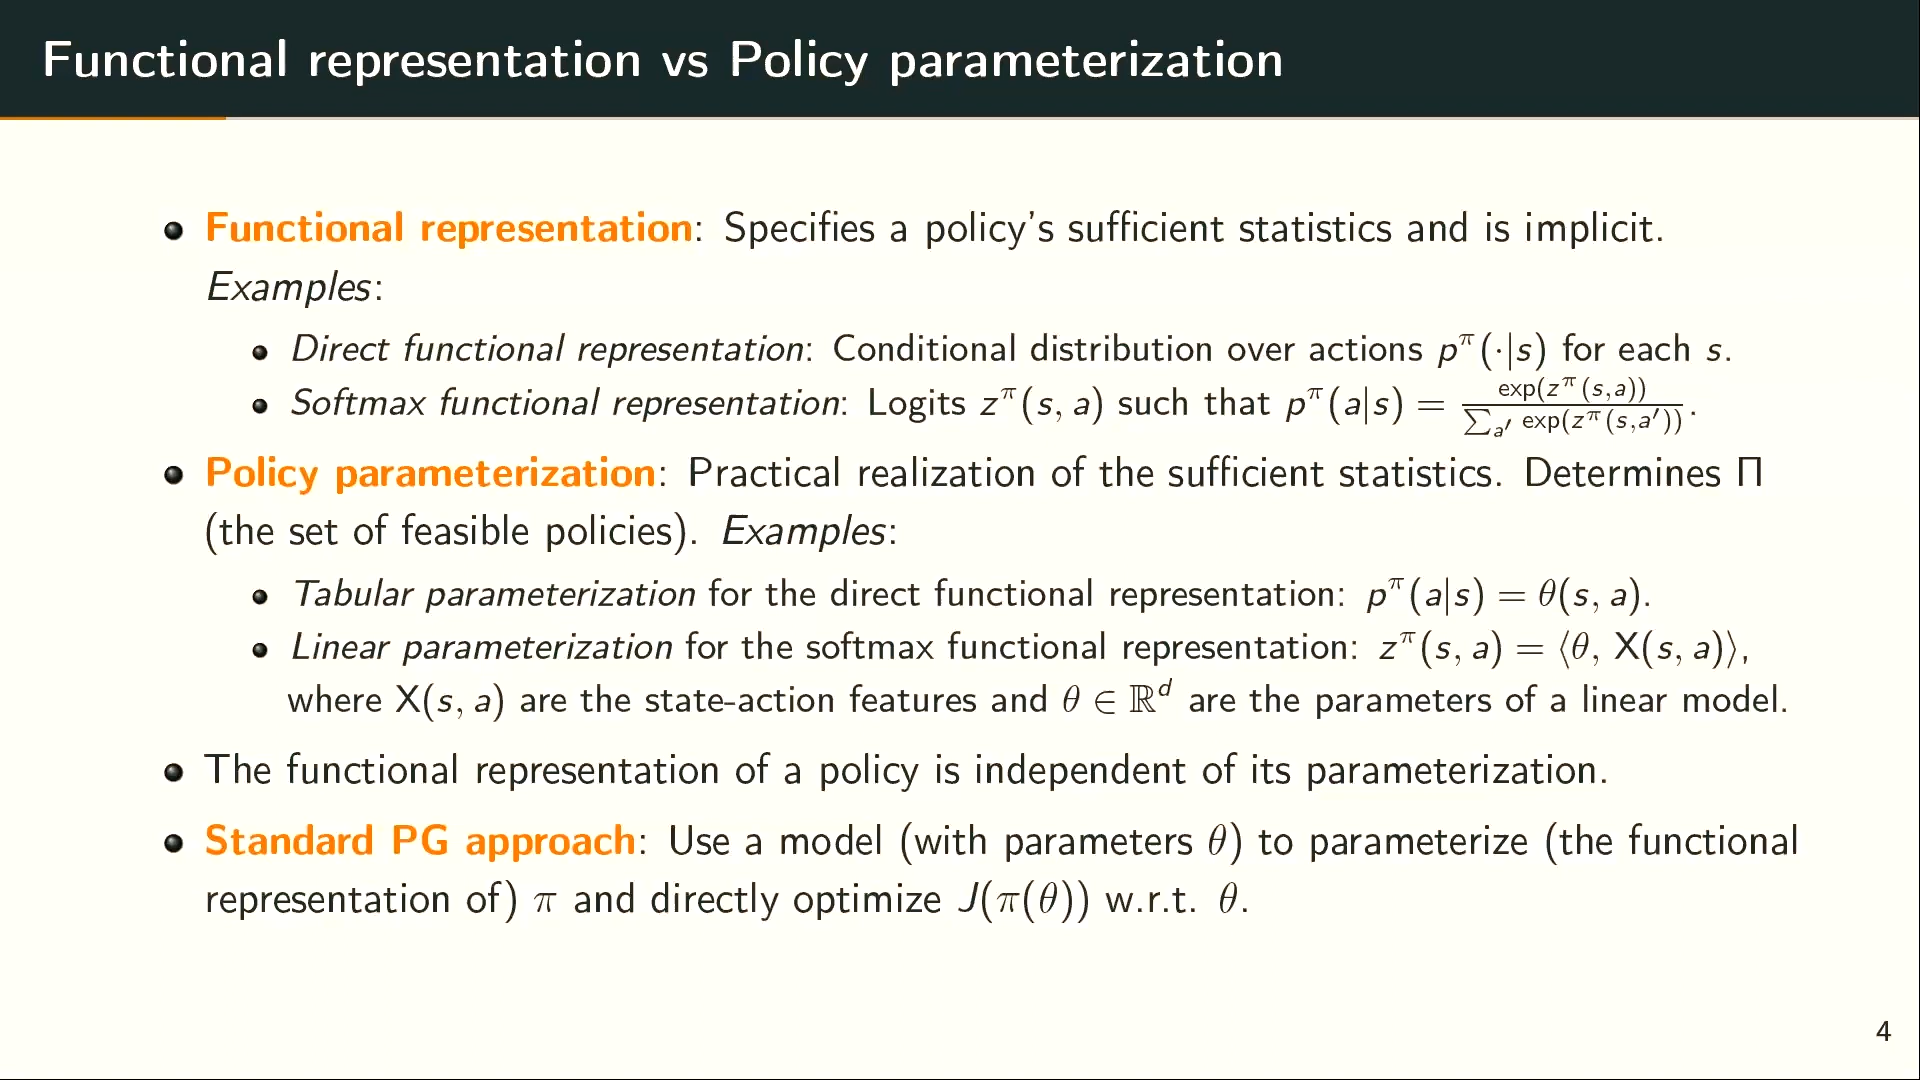 Functional representation vs Policy parameterization
• Functional representation: Specifies a policy's sufficient statistics and is implicit.
Examples:
• Direct functional representation: Conditional distribution over actions p^π(·|s) for each s.
• Softmax functional representation: Logits z^π(s, a) such that p^π(a|s) = exp(z^π(s,a)) / ∑_{a′} exp(z^π(s,a′)).
• Policy parameterization: Practical realization of the sufficient statistics. Determines Π
(the set of feasible policies). Examples:
• Tabular parameterization for the direct functional representation: p^π(a|s) = θ(s, a).
• Linear parameterization for the softmax functional representation: z^π(s, a) = ⟨θ, X(s, a)⟩,
where X(s, a) are the state-action features and θ ∈ ℝ^d are the parameters of a linear model.
• The functional representation of a policy is independent of its parameterization.
• Standard PG approach: Use a model (with parameters θ) to parameterize (the functional
representation of) π and directly optimize J(π(θ)) w.r.t. θ.
4